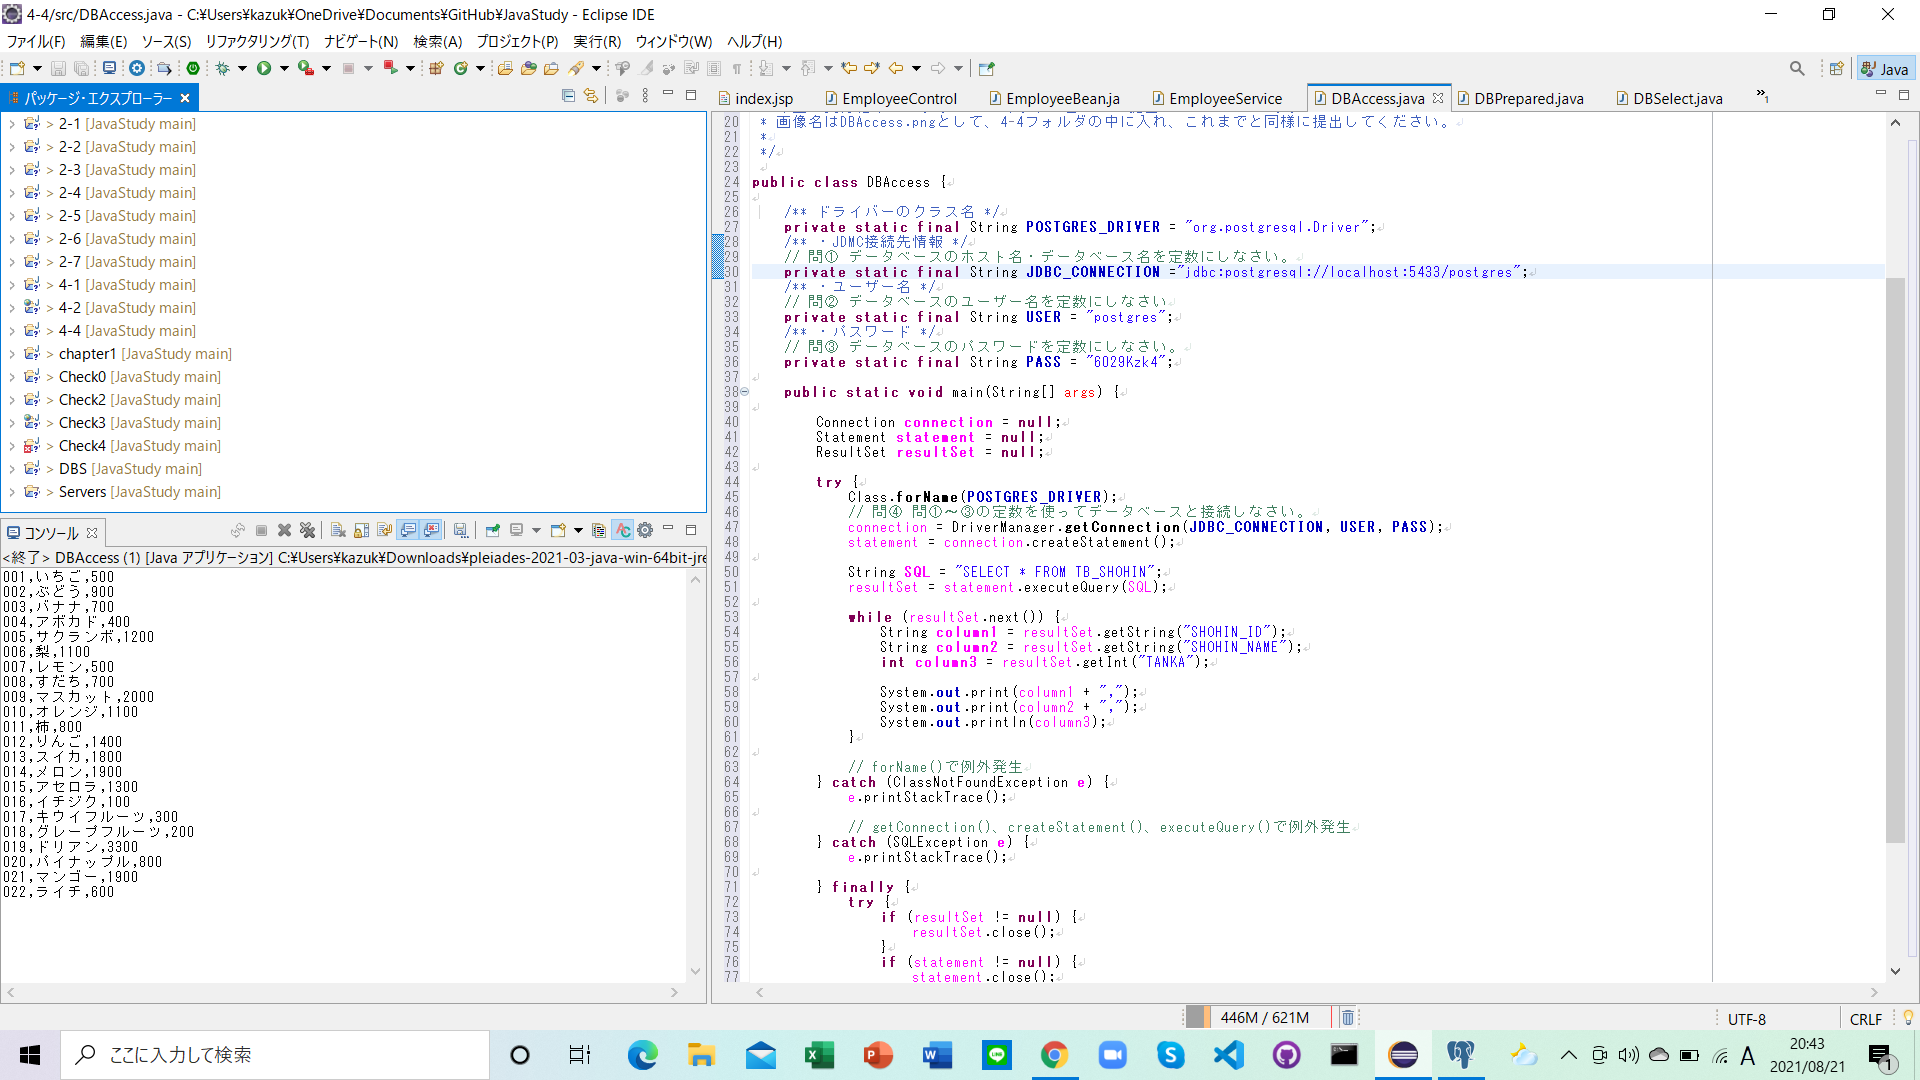 4-4/src/DBAccess.java - C:¥Users¥kazuk¥OneDrive¥Documents¥GitHub¥JavaStudy - Eclipse IDE
ファイル(F) 編集(E) ソース(S) リファクタリング(T) ナビゲート(N) 検索(A) プロジェクト(P) 実行(R) ウィンドウ(W) ヘルプ(H)
Java
パッケージ・エクスプローラー
> 2-1 [JavaStudy main]
> 2-2 [JavaStudy main]
> 2-3 [JavaStudy main]
> 2-4 [JavaStudy main]
> 2-5 [JavaStudy main]
> 2-6 [JavaStudy main]
> 2-7 [JavaStudy main]
> 4-1 [JavaStudy main]
> 4-2 [JavaStudy main]
> 4-4 [JavaStudy main]
> chapter1 [JavaStudy main]
> Check0 [JavaStudy main]
> Check2 [JavaStudy main]
> Check3 [JavaStudy main]
> Check4 [JavaStudy main]
> DBS [JavaStudy main]
> Servers [JavaStudy main]
コンソール
<終了> DBAccess (1) [Java アプリケーション] C:¥Users¥kazuk¥Downloads¥pleiades-2021-03-java-win-64bit-jre
001,いちご,500
002,ぶどう,900
003,バナナ,700
004,アボカド,400
005,サクランボ,1200
006,梨,1100
007,レモン,500
008,すだち,700
009,マスカット,2000
010,オレンジ,1100
011,柿,800
012,りんご,1400
013,スイカ,1800
014,メロン,1900
015,アセロラ,1300
016,イチジク,100
017,キウイフルーツ,300
018,グレープフルーツ,200
019,ドリアン,3300
020,パイナップル,800
021,マンゴー,1900
022,ライチ,600
index.jsp EmployeeControl EmployeeBean.ja EmployeeService DBAccess.java DBPrepared.java DBSelect.java »1
20 * 画像名はDBAccess.pngとして、4-4フォルダの中に入れ、これまでと同様に提出してください。
21 *
22 */
23
24 public class DBAccess {
25
26 /** ドライバーのクラス名 */
27 private static final String POSTGRES_DRIVER = "org.postgresql.Driver";
28 /** ・JDMC接続先情報 */
29 // 問① データベースのホスト名・データベース名を定数にしなさい。
30 private static final String JDBC_CONNECTION ="jdbc:postgresql://localhost:5433/postgres";
31 /** ・ユーザー名 */
32 // 問② データベースのユーザー名を定数にしなさい
33 private static final String USER = "postgres";
34 /** ・パスワード */
35 // 問③ データベースのパスワードを定数にしなさい。
36 private static final String PASS = "6029Kzk4";
37
38 public static void main(String[] args) {
39
40 Connection connection = null;
41 Statement statement = null;
42 ResultSet resultSet = null;
43
44 try {
45 Class.forName(POSTGRES_DRIVER);
46 // 問④ 問①～③の定数を使ってデータベースと接続しなさい。
47 connection = DriverManager.getConnection(JDBC_CONNECTION, USER, PASS);
48 statement = connection.createStatement();
49
50 String SQL = "SELECT * FROM TB_SHOHIN";
51 resultSet = statement.executeQuery(SQL);
52
53 while (resultSet.next()) {
54 String column1 = resultSet.getString("SHOHIN_ID");
55 String column2 = resultSet.getString("SHOHIN_NAME");
56 int column3 = resultSet.getInt("TANKA");
57
58 System.out.print(column1 + ",");
59 System.out.print(column2 + ",");
60 System.out.println(column3);
61 }
62
63 // forName()で例外発生
64 } catch (ClassNotFoundException e) {
65 e.printStackTrace();
66
67 // getConnection()、createStatement()、executeQuery()で例外発生
68 } catch (SQLException e) {
69 e.printStackTrace();
70
71 } finally {
72 try {
73 if (resultSet != null) {
74 resultSet.close();
75 }
76 if (statement != null) {
77 statement.close();
446M / 621M UTF-8 CRLF
ここに入力して検索
A 20:43
2021/08/21
1